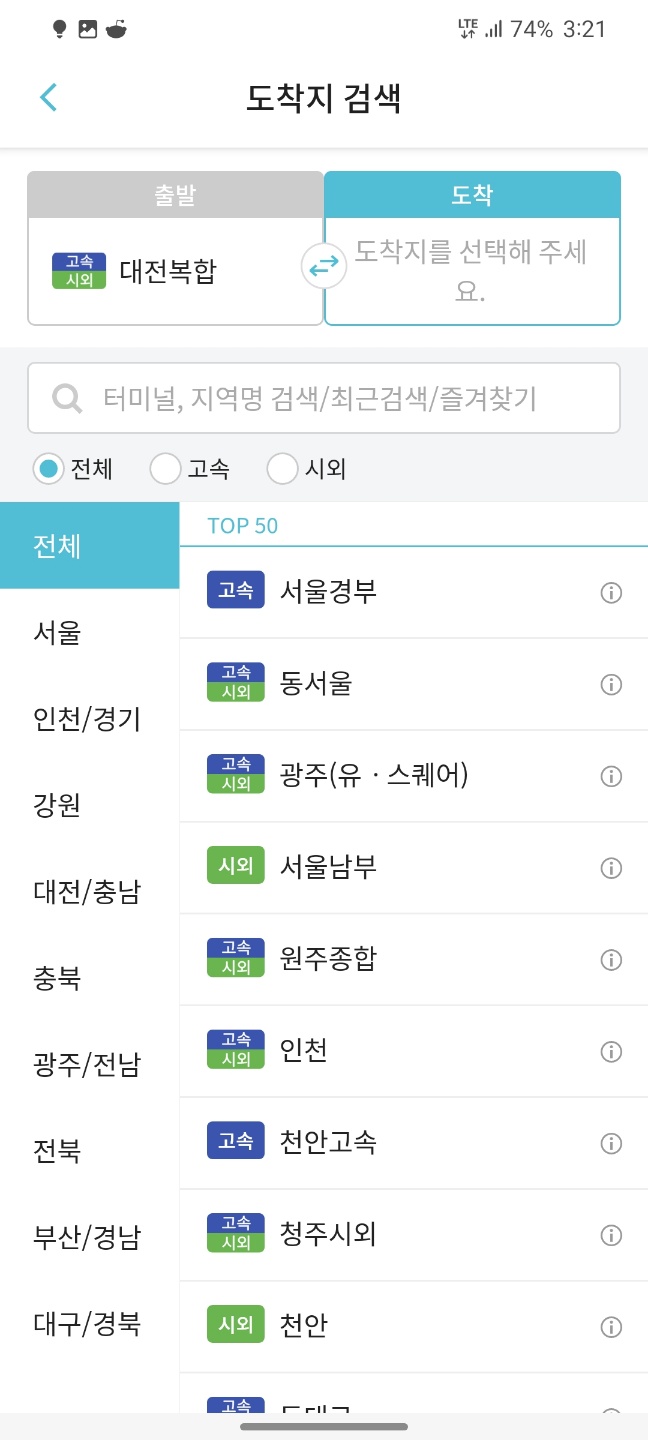 LTE 74% 3:21
도착지 검색
출발
도착
고속
시외
대전복합
도착지를 선택해 주세
요.
터미널, 지역명 검색/최근검색/즐겨찾기
전체
고속
시외
전체
서울
인천/경기
강원
대전/충남
충북
광주/전남
전북
부산/경남
대구/경북
TOP 50
고속
서울경부
고속
시외
동서울
고속
시외
광주(유 · 스퀘어)
시외
서울남부
고속
시외
원주종합
고속
시외
인천
고속
천안고속
고속
시외
청주시외
시외
천안
고속